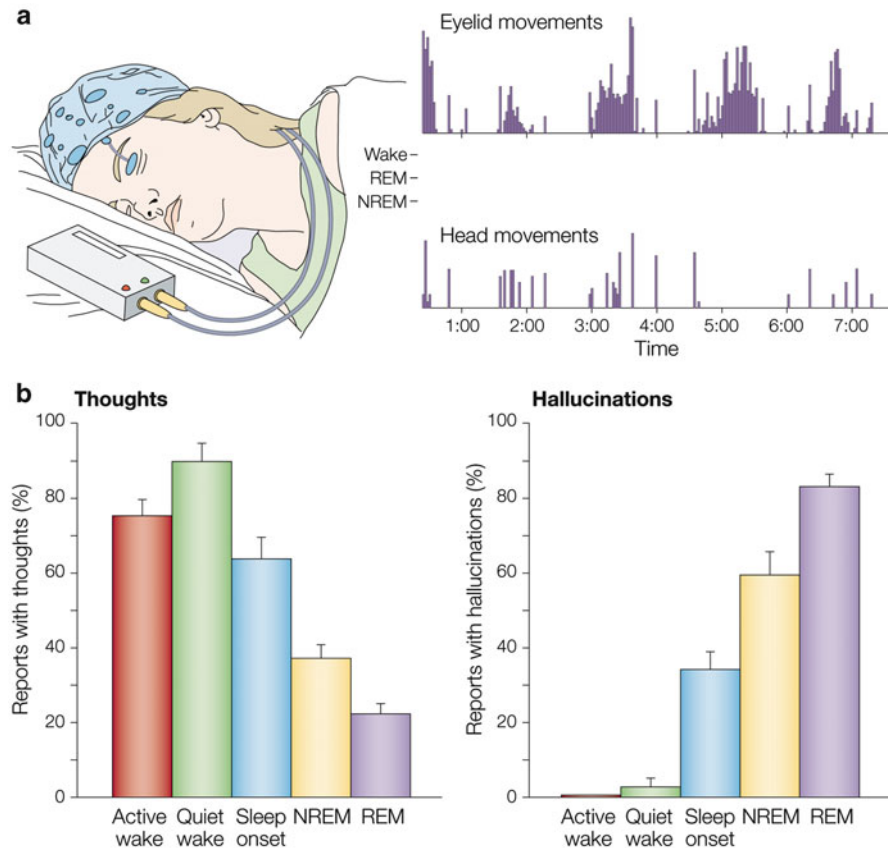 a
Eyelid movements
Wake
REM
NREM
Head movements
1:00 2:00 3:00 4:00 5:00 6:00 7:00
Time
b
Thoughts
Reports with thoughts (%)
100
80
60
40
20
0
Active wake
Quiet wake
Sleep onset
NREM
REM
Hallucinations
Reports with hallucinations (%)
100
80
60
40
20
0
Active wake
Quiet wake
Sleep onset
NREM
REM